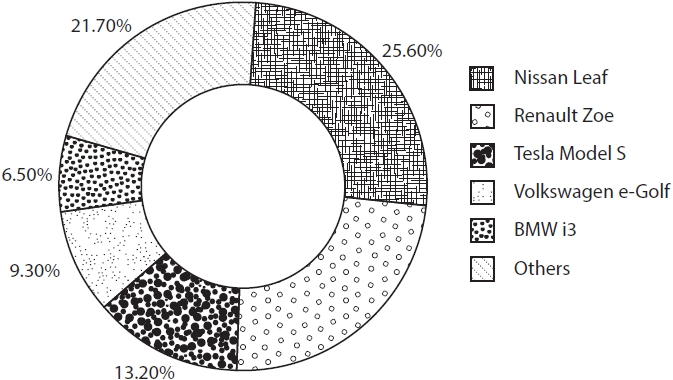 21.70%
25.60%
6.50%
9.30%
13.20%
Nissan Leaf
Renault Zoe
Tesla Model S
Volkswagen e-Golf
BMW i3
Others